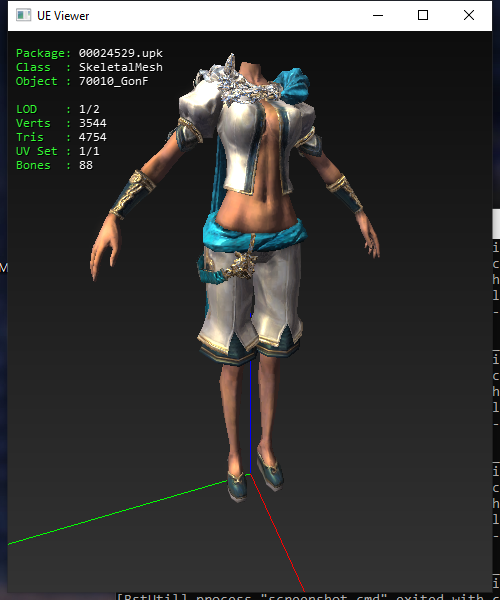 UE Viewer
Package: 00024529.upk
Class  : SkeletalMesh
Object : 70010_GonF
LOD    : 1/2
Verts  : 3544
Tris   : 4754
UV Set : 1/1
Bones  : 88
M
i
c
h
l
-
i
c
h
l
-
i
c
h
l
-
i
[BstUtil] process "screenshot.cmd" exited with c